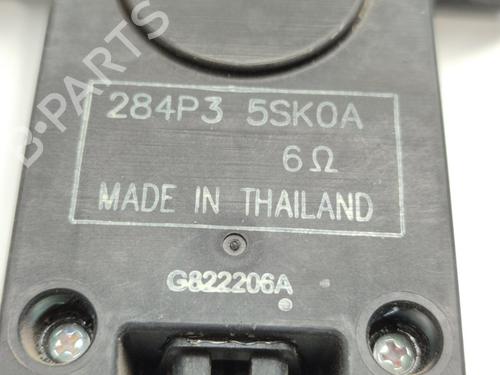 284P3 5SK0A
6Ω
MADE IN THAILAND
G822206A
B-PARTS